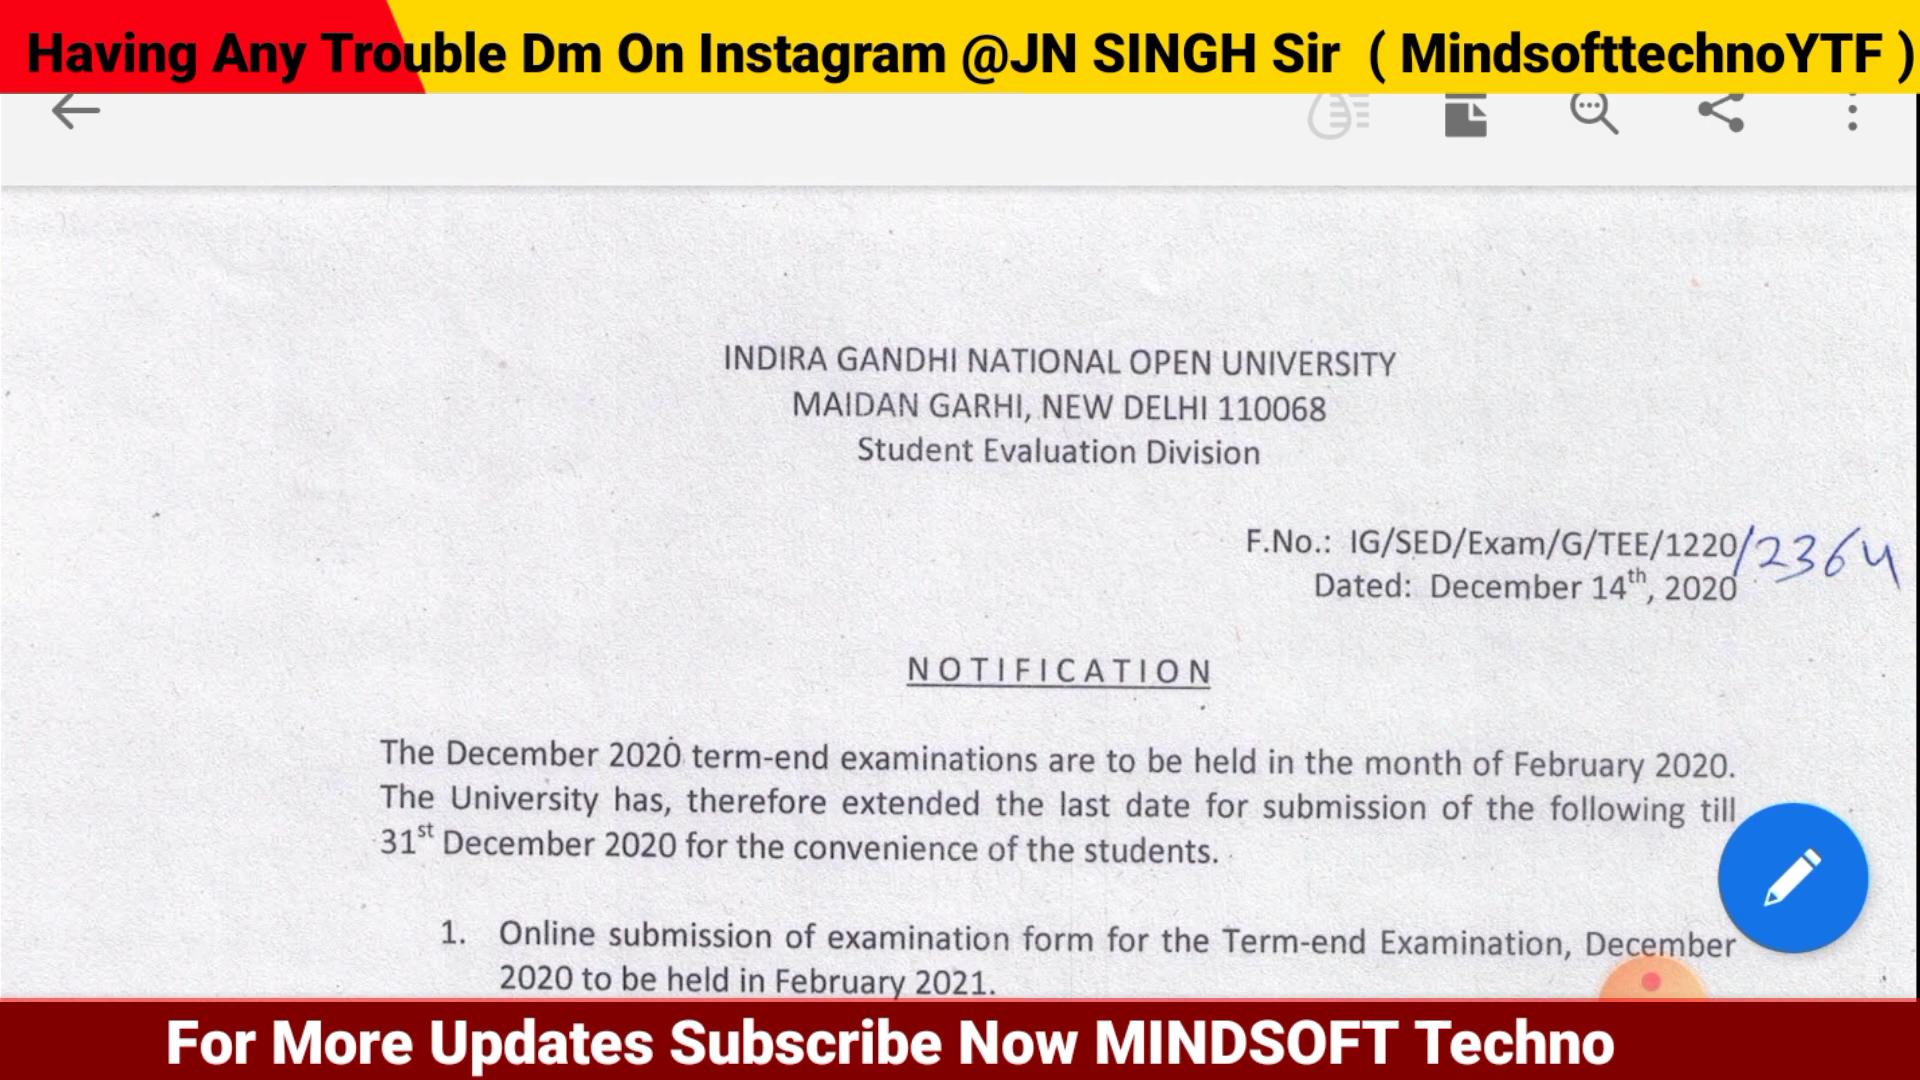 Having Any Trouble Dm On Instagram @JN SINGH Sir ( MindsofttechnoYTF )
INDIRA GANDHI NATIONAL OPEN UNIVERSITY
MAIDAN GARHI, NEW DELHI 110068
Student Evaluation Division
F.No.: IG/SED/Exam/G/TEE/1220/2364
Dated: December 14th, 2020
NOTIFICATION
The December 2020 term-end examinations are to be held in the month of February 2020.
The University has, therefore extended the last date for submission of the following till
31st December 2020 for the convenience of the students.
1. Online submission of examination form for the Term-end Examination, December
2020 to be held in February 2021.
For More Updates Subscribe Now MINDSOFT Techno